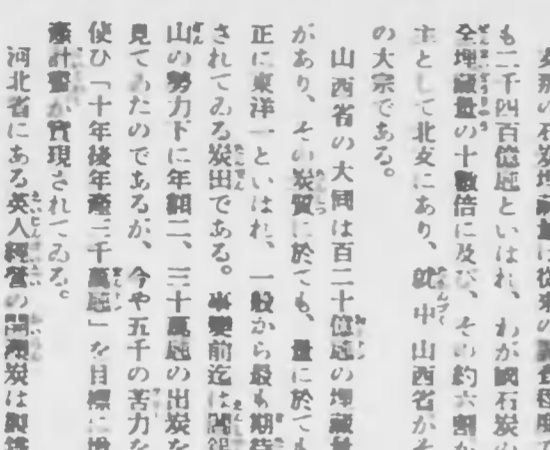 支那の石炭埋藏量は從來の調査程度で
も二千四百億瓲といはれ、わが國石炭の
全埋藏量の十數倍に及び、その約六割が
主として北支にあり、就中山西省がそ
の大宗である。
山西省の大同は百二十億瓲の埋藏量
があり、その炭質に於ても、量に於ても
正に東洋一といはれ、一般から最も期待
されてゐる炭田である。事變前迄は閻錫
山の勢力下に年額二、三十萬瓲の出炭を
見てゐたのであるが、今や五千の苦力を
使ひ「十年後年產三千萬瓲」を目標に增
產計畫が實現されてゐる。
河北省にある英人經營の開灤炭は製鐵